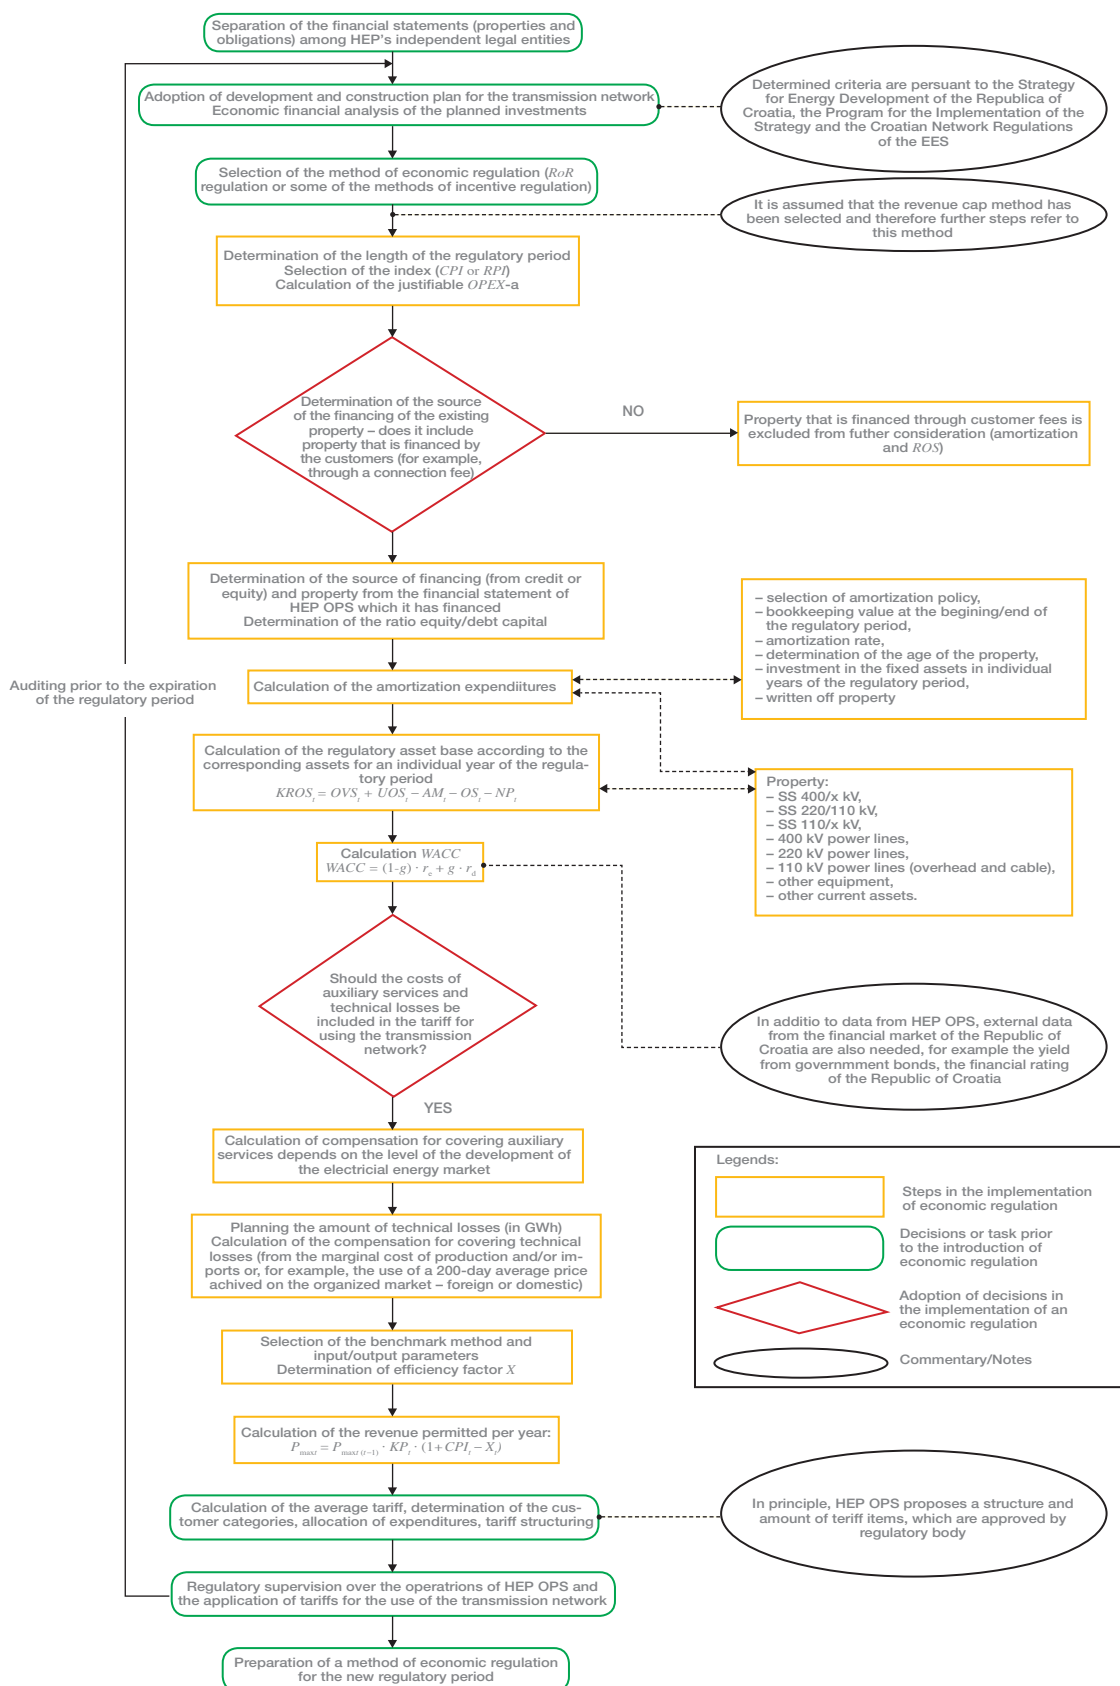 Separation of the financial statements (properties and
obligations) among HEP's independent legal entities
Adoption of development and construction plan for the transmission network
Economic financial analysis of the planned investments
Determined criteria are persuant to the Strategy
for Energy Development of the Republica of
Croatia, the Program for the Implementation of the
Strategy and the Croatian Network Regulations
of the EES
Selection of the method of economic regulation (RoR
regulation or some of the methods of incentive regulation)
It is assumed that the revenue cap method has
been selected and therefore further steps refer to
this method
Determination of the length of the regulatory period
Selection of the index (CPI or RPI)
Calculation of the justifiable OPEX-a
Determination of the source
of the financing of the existing
property – does it include
property that is financed by
the customers (for example,
through a connection fee)
NO
Property that is financed through customer fees is
excluded from futher consideration (amortization
and ROS)
Determination of the source of financing (from credit or
equity) and property from the financial statement of
HEP OPS which it has financed
Determination of the ratio equity/debt capital
– selection of amortization policy,
– bookkeeping value at the begining/end of
the regulatory period,
– amortization rate,
– determination of the age of the property,
– investment in the fixed assets in individual
years of the regulatory period,
– written off property
Auditing prior to the expiration
of the regulatory period
Calculation of the amortization expendiitures
Calculation of the regulatory asset base according to the
corresponding assets for an individual year of the regula-
tory period
KROS_t = OVS_t + UOS_t – AM_t – OS_t – NP_t
Property:
– SS 400/x kV,
– SS 220/110 kV,
– SS 110/x kV,
– 400 kV power lines,
– 220 kV power lines,
– 110 kV power lines (overhead and cable),
– other equipment,
– other current assets.
Calculation WACC
WACC = (1-g) · r_e + g · r_d
Should the costs of
auxiliary services and
technical losses be
included in the tariff for
using the transmission
network?
In additio to data from HEP OPS, external data
from the financial market of the Republic of
Croatia are also needed, for example the yield
from governmment bonds, the financial rating
of the Republic of Croatia
YES
Calculation of compensation for covering auxiliary
services depends on the level of the development of
the electricial energy market
Planning the amount of technical losses (in GWh)
Calculation of the compensation for covering technical
losses (from the marginal cost of production and/or im-
ports or, for example, the use of a 200-day average price
achived on the organized market – foreign or domestic)
Legends:
Steps in the implementation
of economic regulation
Decisions or task prior
to the introduction of
economic regulation
Adoption of decisions in
the implementation of an
economic regulation
Commentary/Notes
Selection of the benchmark method and
input/output parameters
Determination of efficiency factor X
Calculation of the revenue permitted per year:
P_max t = P_max t (t–1) · KP_t · (1+CPI_t – X_t)
Calculation of the average tariff, determination of the cus-
tomer categories, allocation of expenditures, tariff structuring
In principle, HEP OPS proposes a structure and
amount of teriff items, which are approved by
regulatory body
Regulatory supervision over the operatrions of HEP OPS and
the application of tariffs for the use of the transmission network
Preparation of a method of economic regulation
for the new regulatory period